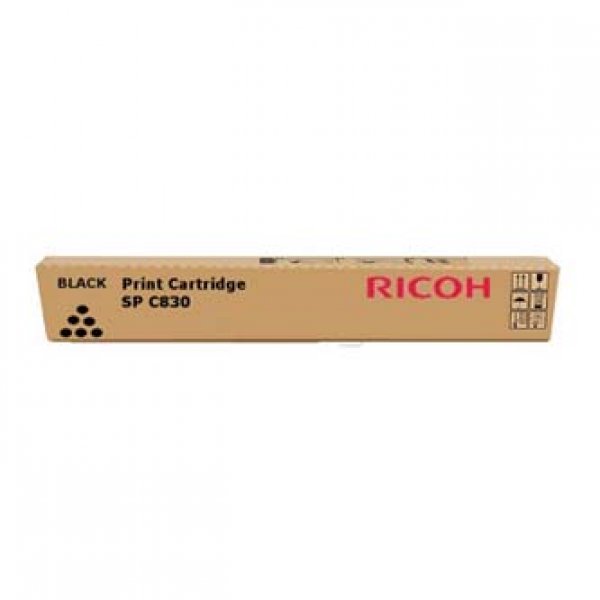 BLACK
Print Cartridge
SP C830
RICOH